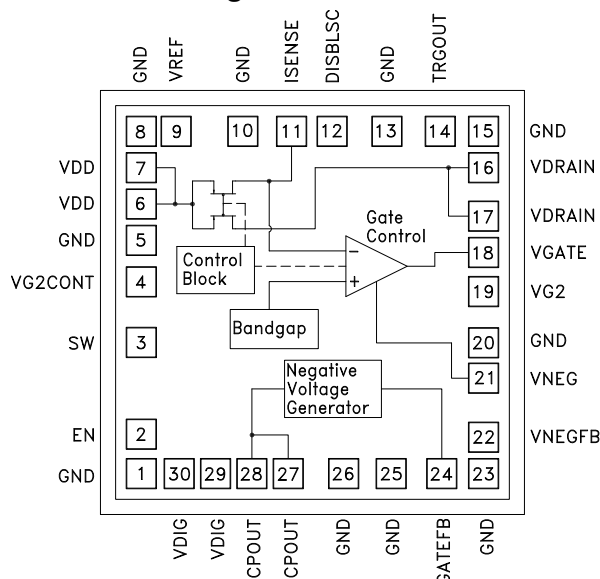 GND
VREF
GND
ISENSE
DISBLSC
GND
TRGOUT
8
9
10
11
12
13
14
15
GND
VDD
7
16
VDRAIN
VDD
6
17
VDRAIN
GND
5
Gate
Control
18
VGATE
Control
Block
−
+
VG2CONT
4
19
VG2
Bandgap
SW
3
20
GND
Negative
Voltage
Generator
21
VNEG
EN
2
22
VNEGFB
GND
1
30
29
28
27
26
25
24
23
VDIG
VDIG
CPOUT
CPOUT
GND
GND
GATEFB
GND